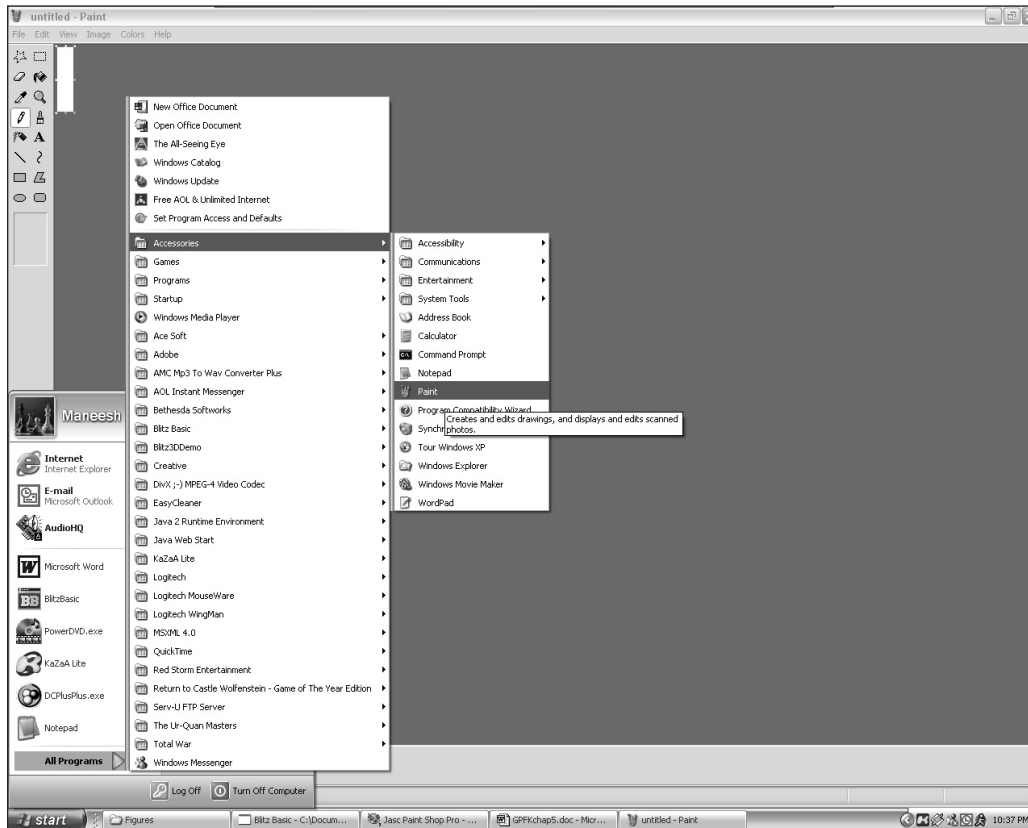 untitled - Paint
File Edit View Image Colors Help
New Office Document
Open Office Document
The All-Seeing Eye
Windows Catalog
Windows Update
Free AOL & Unlimited Internet
Set Program Access and Defaults
Accessories
Games
Programs
Startup
Windows Media Player
Ace Soft
Adobe
AMC Mp3 To Wav Converter Plus
AOL Instant Messenger
Bethesda Softworks
Blitz Basic
Blitz3DDemo
Creative
DivX ;-) MPEG-4 Video Codec
EasyCleaner
Java 2 Runtime Environment
Java Web Start
KaZaA Lite
Logitech
Logitech MouseWare
Logitech WingMan
MSXML 4.0
QuickTime
Red Storm Entertainment
Return to Castle Wolfenstein - Game of The Year Edition
Serv-U FTP Server
The Ur-Quan Masters
Total War
Windows Messenger
Accessibility
Communications
Entertainment
System Tools
Address Book
Calculator
Command Prompt
Notepad
Paint
Program Compatibility Wizard
Creates and edits drawings, and displays and edits scanned
photos.
Synchr
Tour Windows XP
Windows Explorer
Windows Movie Maker
WordPad
Maneesh
Internet
Internet Explorer
E-mail
Microsoft Outlook
AudioHQ
Microsoft Word
BlitzBasic
PowerDVD.exe
KaZaA Lite
DCPlusPlus.exe
Notepad
All Programs
Log Off Turn Off Computer
start Figures Blitz Basic - C:\Docum... Jasc Paint Shop Pro - ... GPFKchap5.doc - Micr... untitled - Paint 10:37 PM